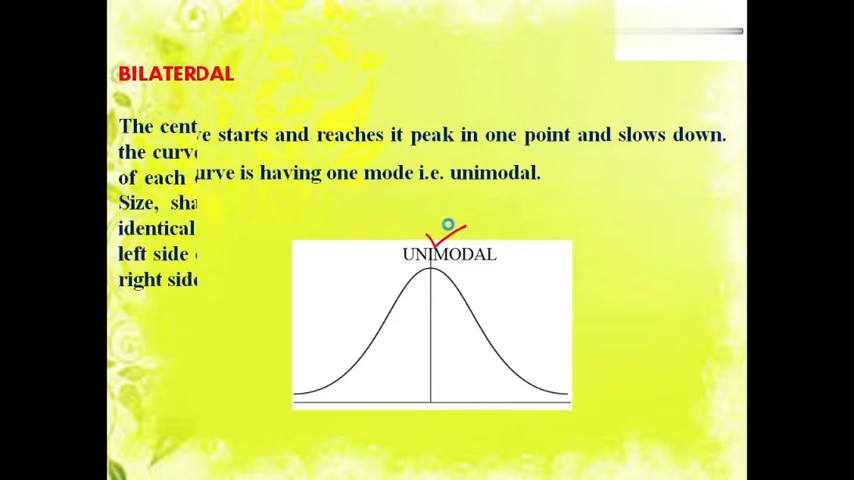 BILATERDAL
The cent
the curv
of each
Size, sha
identical
left side
right side
starts and reaches it peak in one point and slows down.
urve is having one mode i.e. unimodal.
UNIMODAL